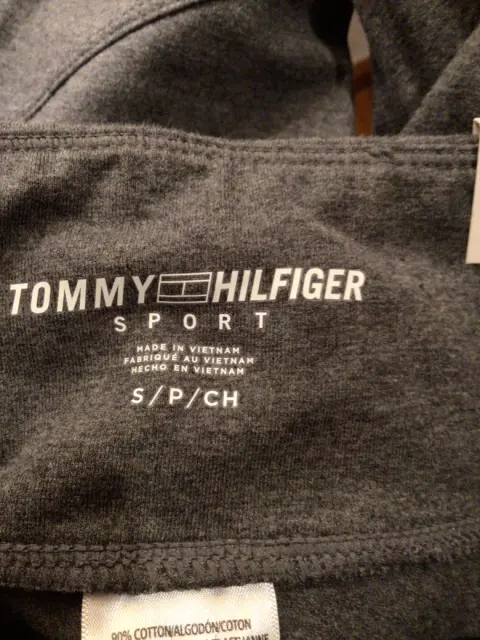 TOMMY HILFIGER
SPORT
MADE IN VIETNAM
FABRIQUÉ AU VIETNAM
HECHO EN VIETNAM
S/P/CH
90% COTTON/ALGODÓN/COTON